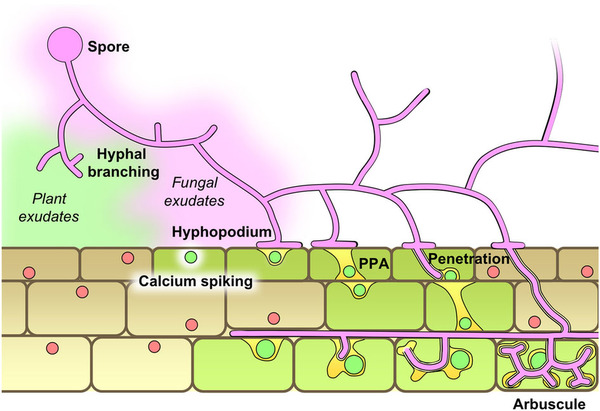 Spore
Hyphal
branching
Plant
exudates
Fungal
exudates
Hyphopodium
Calcium spiking
PPA
Penetration
Arbuscule